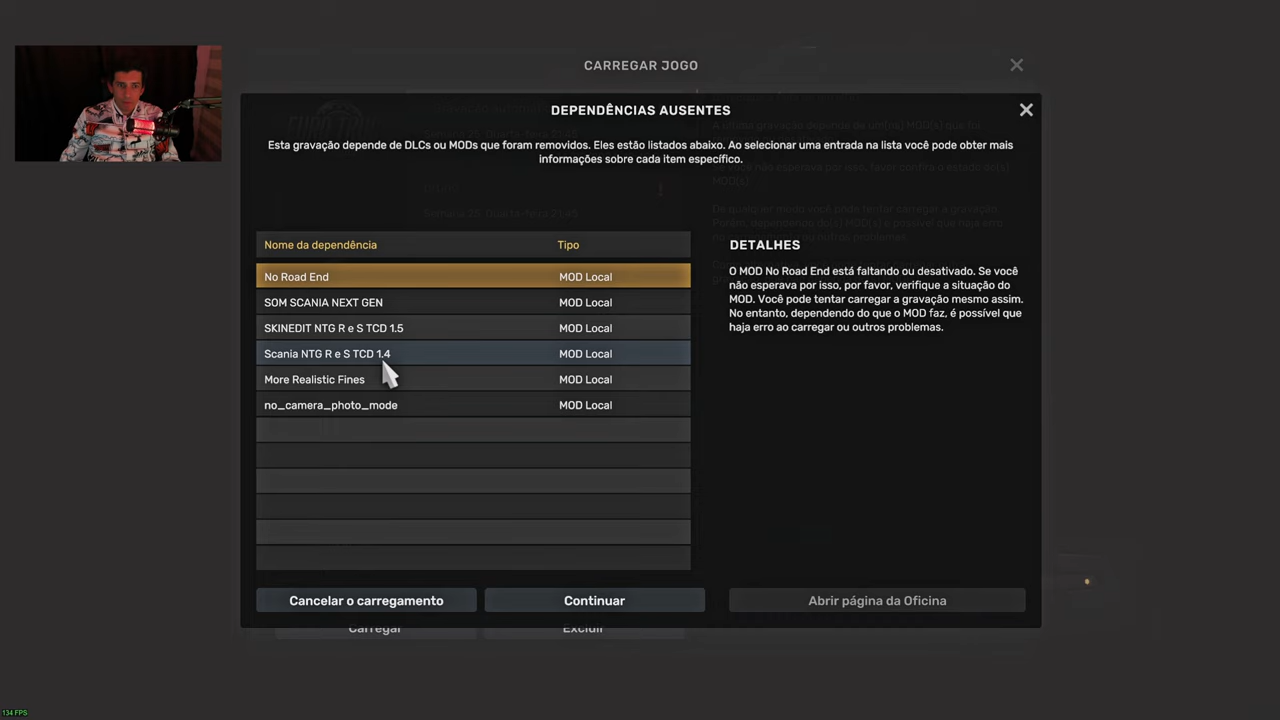 CARREGAR JOGO
DEPENDÊNCIAS AUSENTES
Esta gravação depende de DLCs ou MODs que foram removidos. Eles estão listados abaixo. Ao selecionar uma entrada na lista você pode obter mais
informações sobre cada item específico.
Nome da dependência Tipo
No Road End MOD Local
SOM SCANIA NEXT GEN MOD Local
SKINEDIT NTG R e S TCD 1.5 MOD Local
Scania NTG R e S TCD 1.4 MOD Local
More Realistic Fines MOD Local
no_camera_photo_mode MOD Local
DETALHES
O MOD No Road End está faltando ou desativado. Se você
não esperava por isso, por favor, verifique a situação do
MOD. Você pode tentar carregar a gravação mesmo assim.
No entanto, dependendo do que o MOD faz, é possível que
haja erro ao carregar ou outros problemas.
Cancelar o carregamento
Continuar
Abrir página da Oficina
Carregar
Excluir
134 FPS